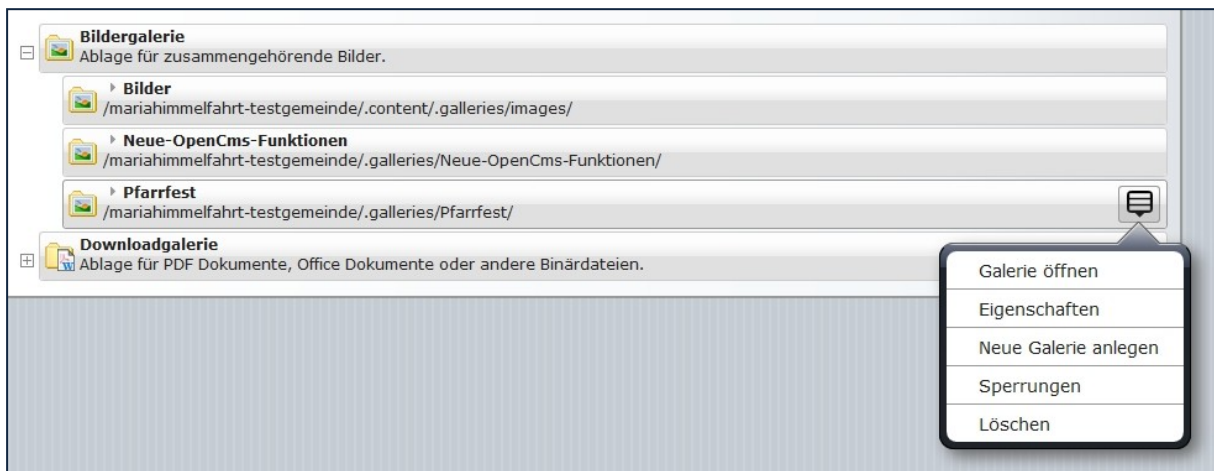 Bildergalerie
Ablage für zusammengehörende Bilder.
Bilder
/mariahimmelfahrt-testgemeinde/.content/.galleries/images/
Neue-OpenCms-Funktionen
/mariahimmelfahrt-testgemeinde/.galleries/Neue-OpenCms-Funktionen/
Pfarrfest
/mariahimmelfahrt-testgemeinde/.galleries/Pfarrfest/
Downloadgalerie
Ablage für PDF Dokumente, Office Dokumente oder andere Binärdateien.
Galerie öffnen
Eigenschaften
Neue Galerie anlegen
Sperrungen
Löschen